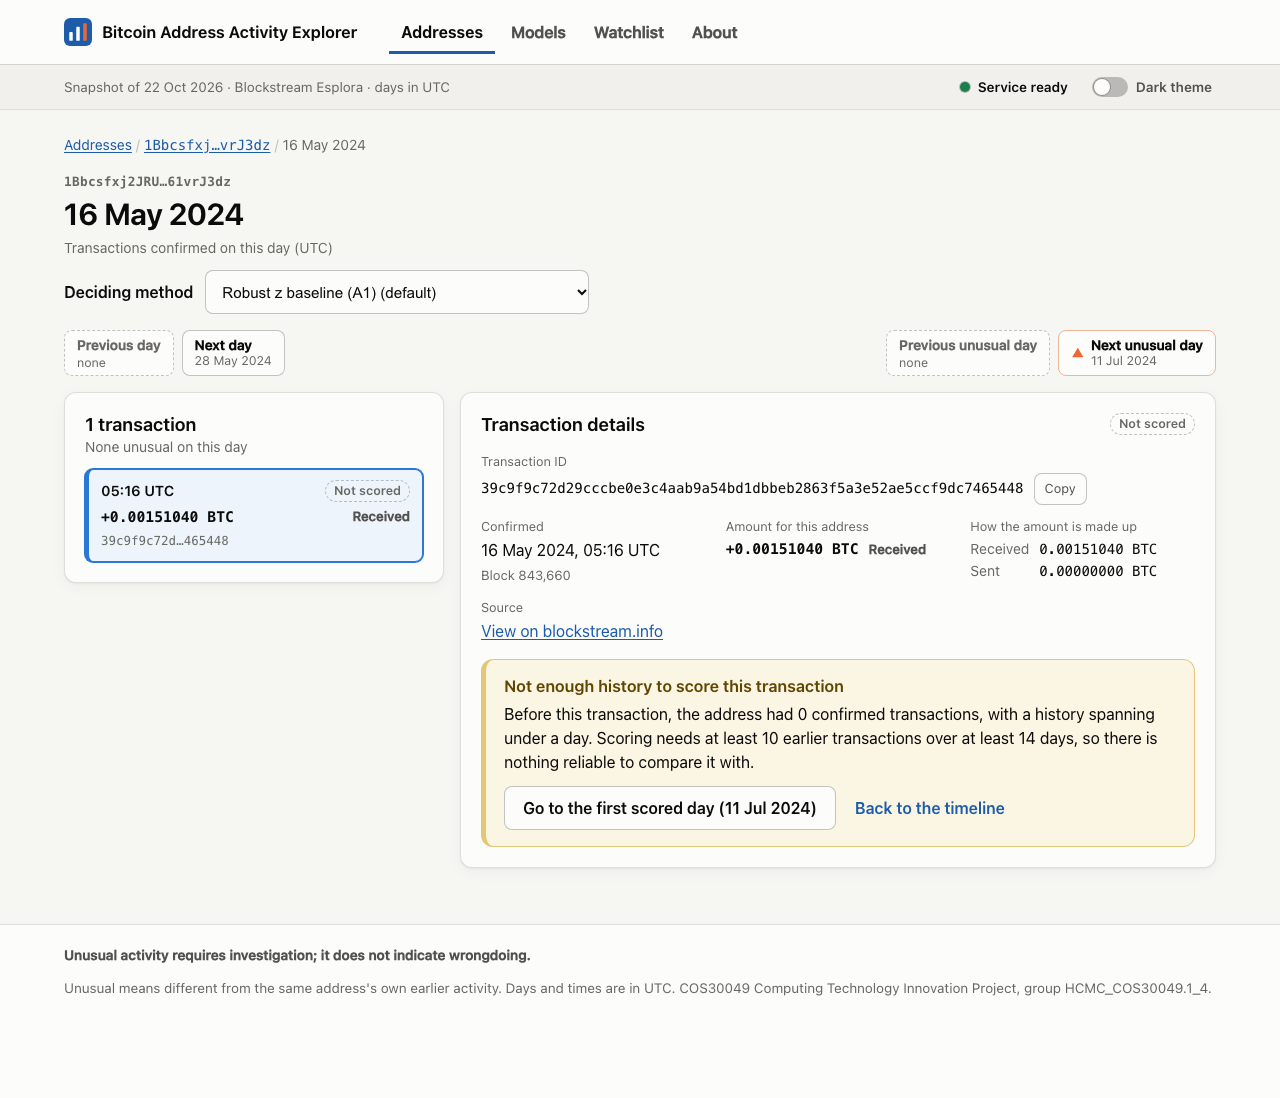 Bitcoin Address Activity Explorer
Addresses
Models
Watchlist
About
Snapshot of 22 Oct 2026 · Blockstream Esplora · days in UTC
Service ready
Dark theme
Addresses / 1Bbcsfxj…vrJ3dz / 16 May 2024
1Bbcsfxj2JRU…61vrJ3dz
16 May 2024
Transactions confirmed on this day (UTC)
Deciding method
Robust z baseline (A1) (default)
Previous day
none
Next day
28 May 2024
Previous unusual day
none
Next unusual day
11 Jul 2024
1 transaction
None unusual on this day
05:16 UTC
Not scored
+0.00151040 BTC
Received
39c9f9c72d…465448
Transaction details
Not scored
Transaction ID
39c9f9c72d29cccbe0e3c4aab9a54bd1dbbeb2863f5a3e52ae5ccf9dc7465448
Copy
Confirmed
16 May 2024, 05:16 UTC
Block 843,660
Amount for this address
+0.00151040 BTC Received
How the amount is made up
Received 0.00151040 BTC
Sent 0.00000000 BTC
Source
View on blockstream.info
Not enough history to score this transaction
Before this transaction, the address had 0 confirmed transactions, with a history spanning
under a day. Scoring needs at least 10 earlier transactions over at least 14 days, so there is
nothing reliable to compare it with.
Go to the first scored day (11 Jul 2024)
Back to the timeline
Unusual activity requires investigation; it does not indicate wrongdoing.
Unusual means different from the same address's own earlier activity. Days and times are in UTC. COS30049 Computing Technology Innovation Project, group HCMC_COS30049.1_4.